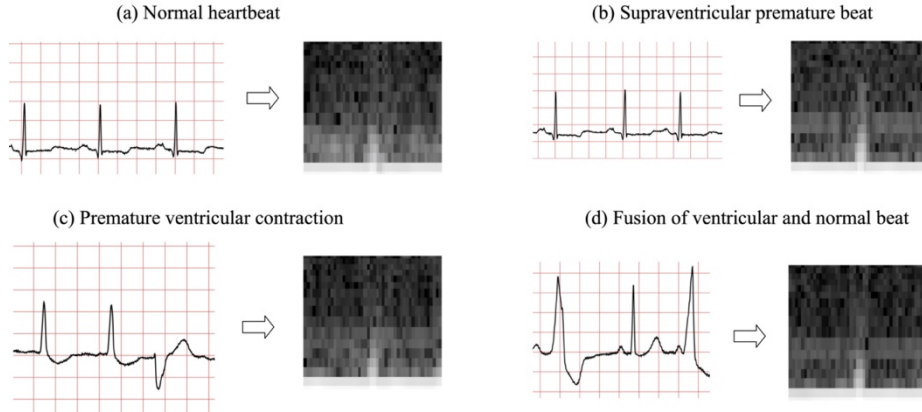 (a) Normal heartbeat
(b) Supraventricular premature beat
(c) Premature ventricular contraction
(d) Fusion of ventricular and normal beat